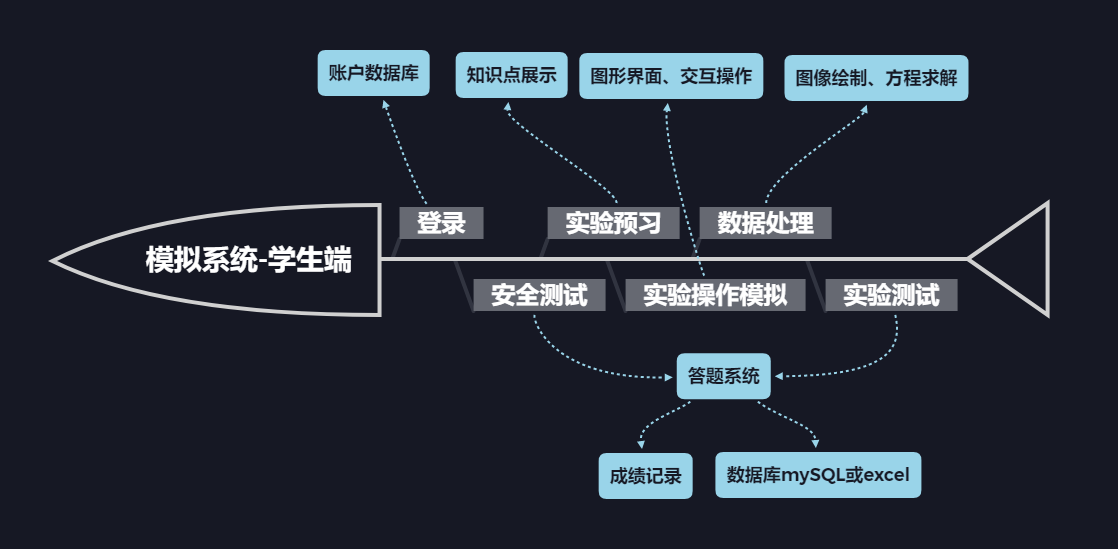 账户数据库
知识点展示
图形界面、交互操作
图像绘制、方程求解
登录
实验预习
数据处理
模拟系统-学生端
安全测试
实验操作模拟
实验测试
答题系统
成绩记录
数据库mySQL或excel